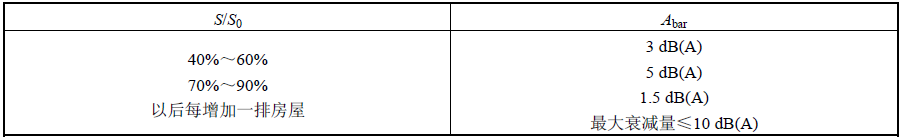 S/S0 Abar
40%～60% 3 dB(A)
70%～90% 5 dB(A)
以后每增加一排房屋 1.5 dB(A)
最大衰减量≤10 dB(A)